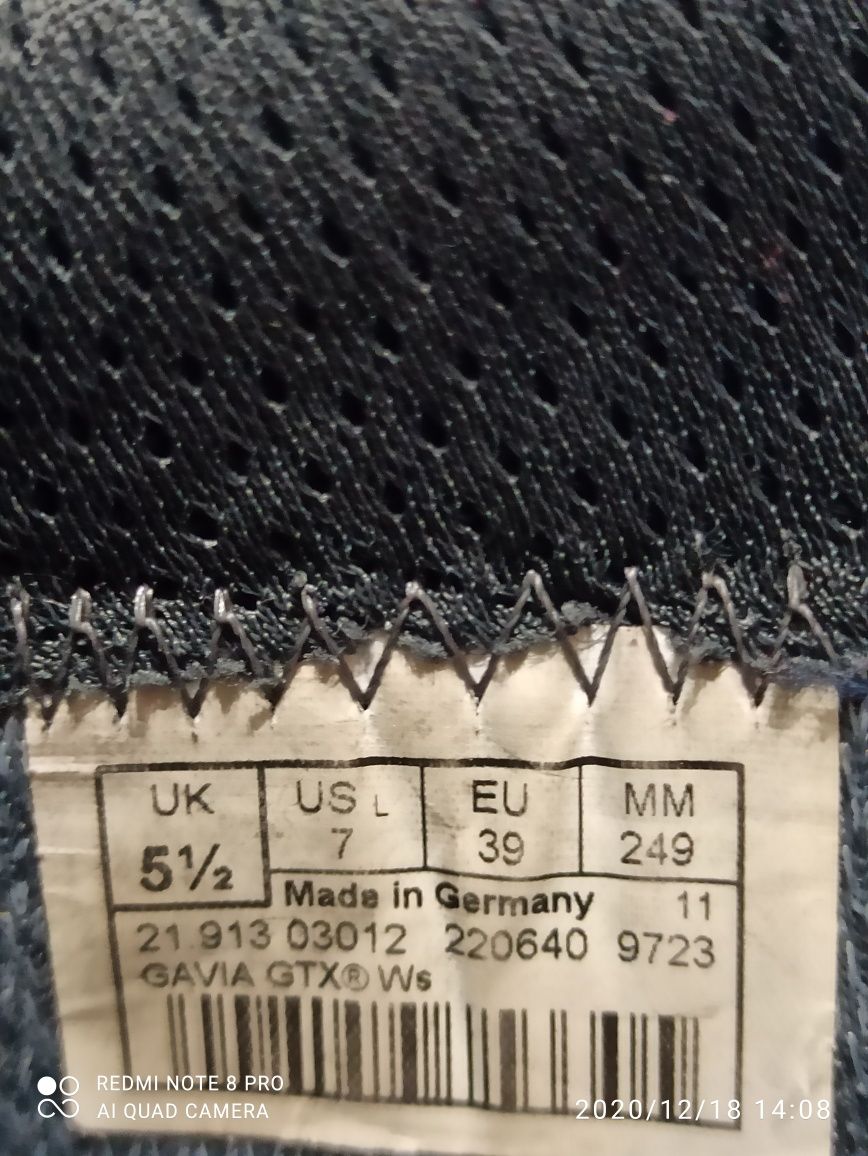 UK US L EU MM
5½ 7 39 249
Made in Germany 11
21 913 03012 220640 9723
GAVIA GTX® Ws
REDMI NOTE 8 PRO
AI QUAD CAMERA
2020/12/18 14:08